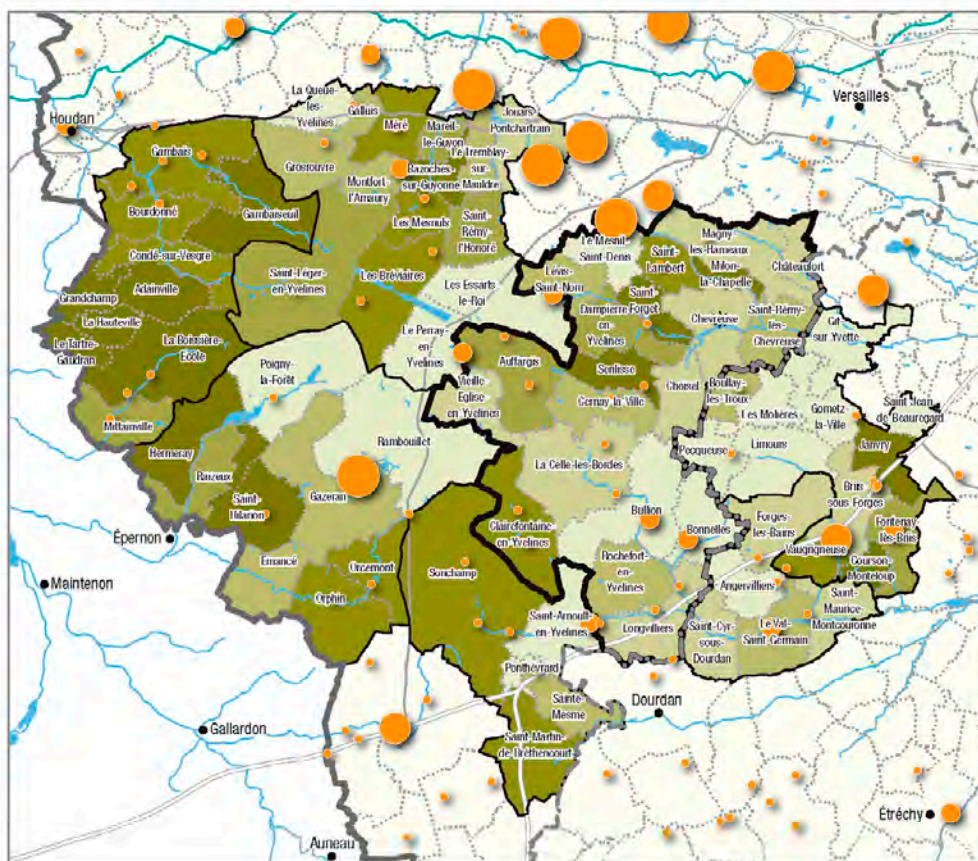 La Queue-
les
Yvelines
Galluis
Jouars-
Pontchartrain
Versailles
Houdan
Méré
Mareil-
le-Guyon
Le Tremblay-
sur-
Mauldre
Gambais
Grosrouvre
Bazoches-
sur-Guyonne
Montfort-
l'Amaury
Bourdonné
Gambaiseuil
Les Mesnuls
Saint-
Rémy-
l'Honoré
Le Mesnil-
Saint-Denis
Magny-
les-Hameaux
Condé-sur-Vesgre
Saint-
Lambert
Milon-
la-Chapelle
Châteaufort
Adainville
Saint-Léger-
en-Yvelines
Les Bréviaires
Les Essarts
le-Roi
Lévis-
Saint-Nom
Grandchamp
La Hauteville
Dampierre-
en
Yvelines
Saint-
Forget
Chevreuse
Saint-Rémy-
lès-
Chevreuse
Gif
sur-Yvette
Le Tartre-
Gaudran
La Boissière-
École
Le Perray-
en-
Yvelines
Poigny-
la-Forêt
Auffargis
Senlisse
Choisel
Boullay-
les-Troux
Vieille
Eglise
en-Yvelines
Cernay-la-Ville
Les Molières
Gometz-
la-Ville
Saint-Jean
de-Beauregard
Mittainville
Rambouillet
Hermeray
Pecqueuse
Limours
Janvry
Raizeux
La Celle-les-Bordes
Gazeran
Saint-
Hilarion
Bullion
Briis
sous-Forges
Clairefontaine-
en-Yvelines
Bonnelles
Forges-
les-Bains
Fontenay-
lès-Briis
Épernon
Vaugrigneuse
Émancé
Rochefort-
en-
Yvelines
Courson-
Monteloup
Maintenon
Orcemont
Sonchamp
Angervilliers
Orphin
Saint-
Maurice-
Montcouronne
Saint-Arnoult-
en-Yvelines
Longvilliers
Saint-Cyr-
sous-
Dourdan
Le Val-
Saint-Germain
Ponthévrard
Sainte-
Mesme
Dourdan
Gallardon
Saint-Martin-
de-Bréthencourt
Étréchy
Auneau